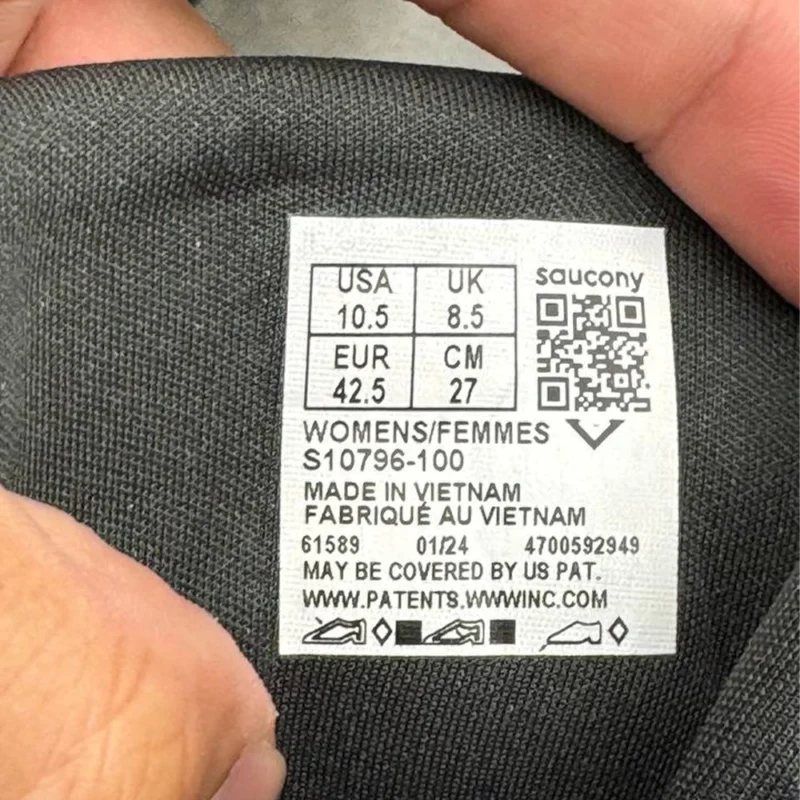 USA UK
10.5 8.5
EUR CM
42.5 27
saucony
WOMENS/FEMMES
S10796-100
MADE IN VIETNAM
FABRIQUÉ AU VIETNAM
61589 01/24 4700592949
MAY BE COVERED BY US PAT.
WWW.PATENTS.WWWINC.COM